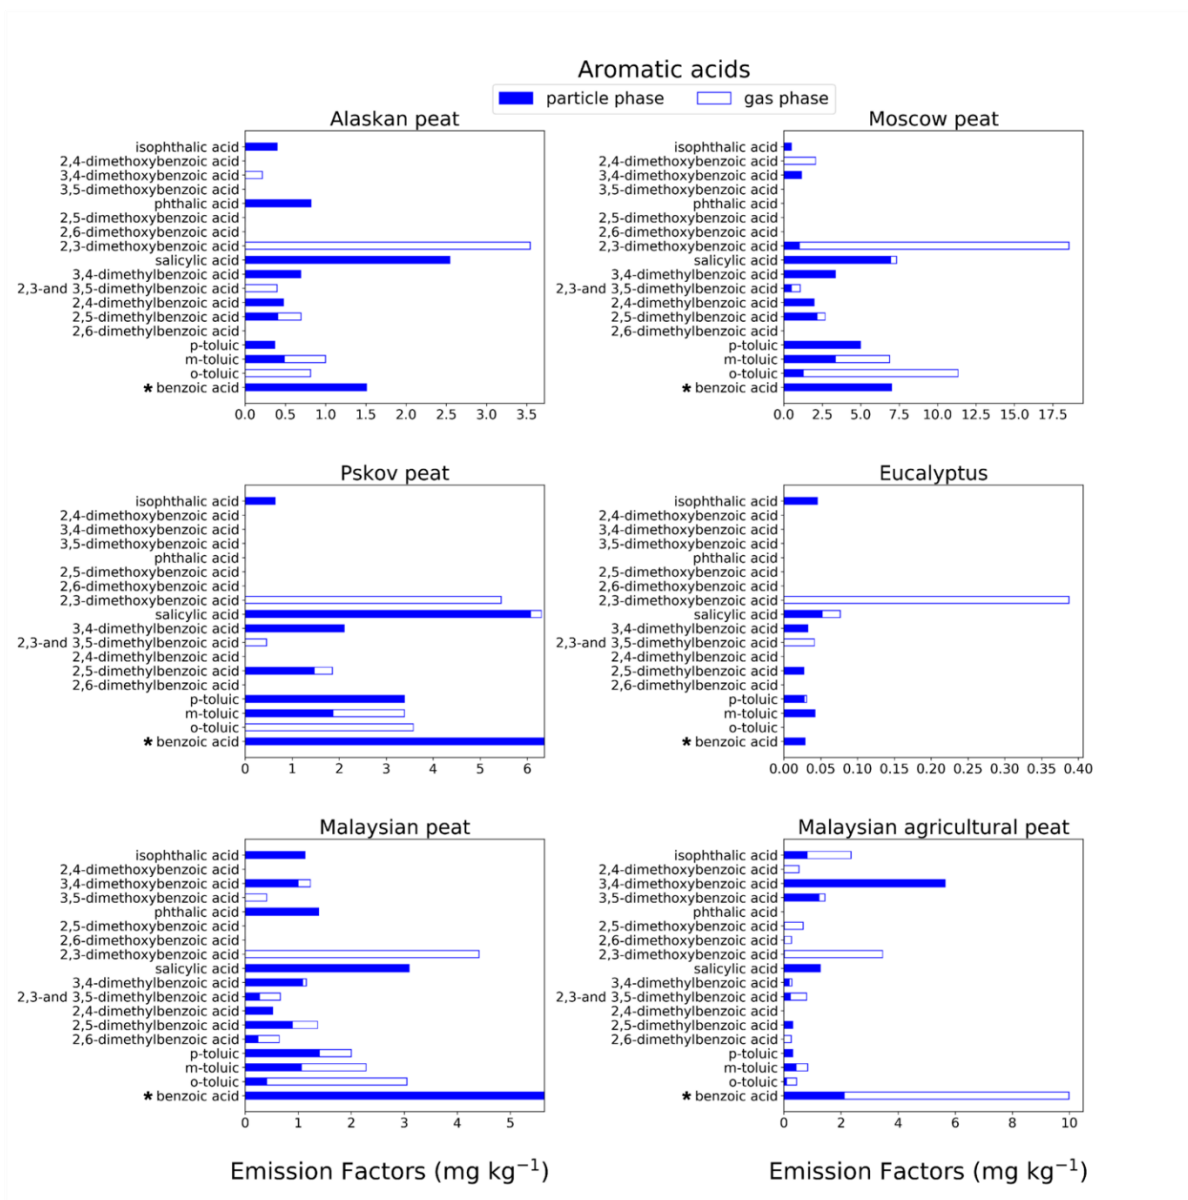 Aromatic acids
particle phase gas phase
Alaskan peat
isophthalic acid
2,4-dimethoxybenzoic acid
3,4-dimethoxybenzoic acid
3,5-dimethoxybenzoic acid
phthalic acid
2,5-dimethoxybenzoic acid
2,6-dimethoxybenzoic acid
2,3-dimethoxybenzoic acid
salicylic acid
3,4-dimethylbenzoic acid
2,3-and 3,5-dimethylbenzoic acid
2,4-dimethylbenzoic acid
2,5-dimethylbenzoic acid
2,6-dimethylbenzoic acid
p-toluic
m-toluic
o-toluic
* benzoic acid
0.0 0.5 1.0 1.5 2.0 2.5 3.0 3.5
Moscow peat
isophthalic acid
2,4-dimethoxybenzoic acid
3,4-dimethoxybenzoic acid
3,5-dimethoxybenzoic acid
phthalic acid
2,5-dimethoxybenzoic acid
2,6-dimethoxybenzoic acid
2,3-dimethoxybenzoic acid
salicylic acid
3,4-dimethylbenzoic acid
2,3-and 3,5-dimethylbenzoic acid
2,4-dimethylbenzoic acid
2,5-dimethylbenzoic acid
2,6-dimethylbenzoic acid
p-toluic
m-toluic
o-toluic
* benzoic acid
0.0 2.5 5.0 7.5 10.0 12.5 15.0 17.5
Pskov peat
isophthalic acid
2,4-dimethoxybenzoic acid
3,4-dimethoxybenzoic acid
3,5-dimethoxybenzoic acid
phthalic acid
2,5-dimethoxybenzoic acid
2,6-dimethoxybenzoic acid
2,3-dimethoxybenzoic acid
salicylic acid
3,4-dimethylbenzoic acid
2,3-and 3,5-dimethylbenzoic acid
2,4-dimethylbenzoic acid
2,5-dimethylbenzoic acid
2,6-dimethylbenzoic acid
p-toluic
m-toluic
o-toluic
* benzoic acid
0 1 2 3 4 5 6
Eucalyptus
isophthalic acid
2,4-dimethoxybenzoic acid
3,4-dimethoxybenzoic acid
3,5-dimethoxybenzoic acid
phthalic acid
2,5-dimethoxybenzoic acid
2,6-dimethoxybenzoic acid
2,3-dimethoxybenzoic acid
salicylic acid
3,4-dimethylbenzoic acid
2,3-and 3,5-dimethylbenzoic acid
2,4-dimethylbenzoic acid
2,5-dimethylbenzoic acid
2,6-dimethylbenzoic acid
p-toluic
m-toluic
o-toluic
* benzoic acid
0.00 0.05 0.10 0.15 0.20 0.25 0.30 0.35 0.40
Malaysian peat
isophthalic acid
2,4-dimethoxybenzoic acid
3,4-dimethoxybenzoic acid
3,5-dimethoxybenzoic acid
phthalic acid
2,5-dimethoxybenzoic acid
2,6-dimethoxybenzoic acid
2,3-dimethoxybenzoic acid
salicylic acid
3,4-dimethylbenzoic acid
2,3-and 3,5-dimethylbenzoic acid
2,4-dimethylbenzoic acid
2,5-dimethylbenzoic acid
2,6-dimethylbenzoic acid
p-toluic
m-toluic
o-toluic
* benzoic acid
0 1 2 3 4 5
Emission Factors (mg kg⁻¹)
Malaysian agricultural peat
isophthalic acid
2,4-dimethoxybenzoic acid
3,4-dimethoxybenzoic acid
3,5-dimethoxybenzoic acid
phthalic acid
2,5-dimethoxybenzoic acid
2,6-dimethoxybenzoic acid
2,3-dimethoxybenzoic acid
salicylic acid
3,4-dimethylbenzoic acid
2,3-and 3,5-dimethylbenzoic acid
2,4-dimethylbenzoic acid
2,5-dimethylbenzoic acid
2,6-dimethylbenzoic acid
p-toluic
m-toluic
o-toluic
* benzoic acid
0 2 4 6 8 10
Emission Factors (mg kg⁻¹)